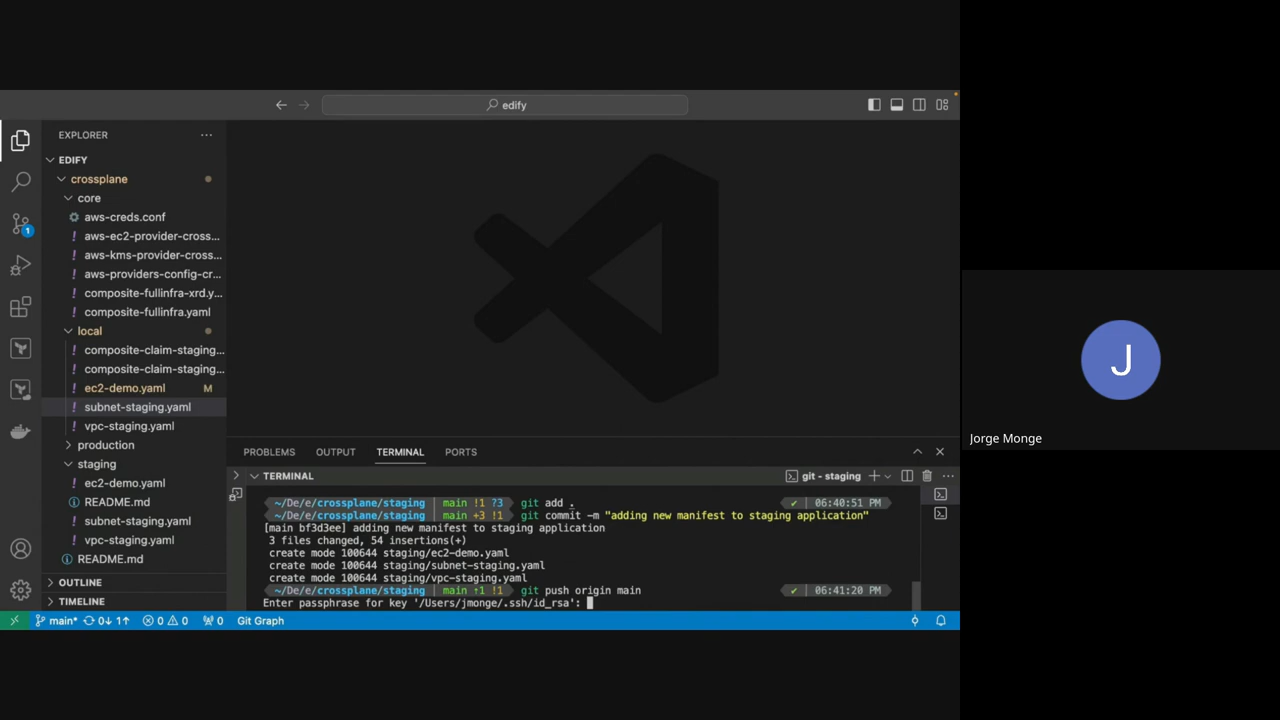 edify
EXPLORER
EDIFY
crossplane
core
aws-creds.conf
aws-ec2-provider-cross...
aws-kms-provider-cross...
aws-providers-config-cr...
composite-fullinfra-xrd.y...
composite-fullinfra.yaml
local
composite-claim-staging...
composite-claim-staging...
ec2-demo.yaml M
subnet-staging.yaml
vpc-staging.yaml
production
staging
ec2-demo.yaml
README.md
subnet-staging.yaml
vpc-staging.yaml
README.md
OUTLINE
TIMELINE
1
PROBLEMS OUTPUT TERMINAL PORTS
TERMINAL
git - staging
~/De/e/crossplane/staging | main !1 ?3 git add . ✔ | 06:40:51 PM
~/De/e/crossplane/staging | main +3 !1 git commit -m "adding new manifest to staging application"
[main bf3d3ee] adding new manifest to staging application
3 files changed, 54 insertions(+)
create mode 100644 staging/ec2-demo.yaml
create mode 100644 staging/subnet-staging.yaml
create mode 100644 staging/vpc-staging.yaml
~/De/e/crossplane/staging | main ↑1 !1 git push origin main ✔ | 06:41:20 PM
Enter passphrase for key '/Users/jmonge/.ssh/id_rsa':
main* 0↓ 1↑ 0 0 0 Git Graph
J
Jorge Monge